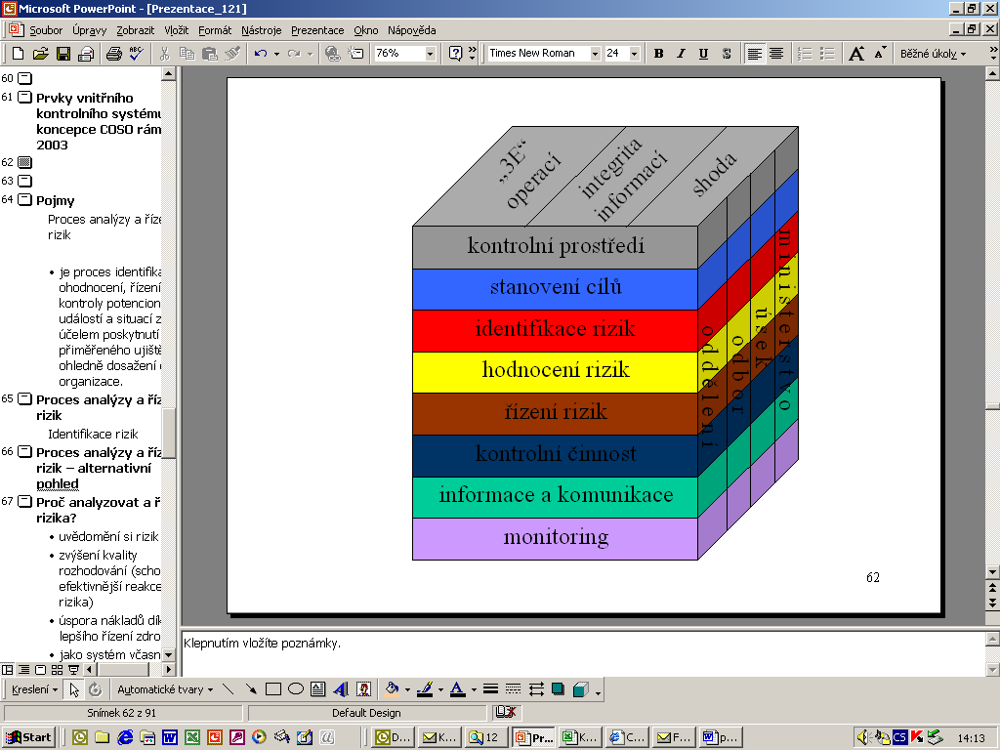 Microsoft PowerPoint - [Prezentace_121]
Soubor Úpravy Zobrazit Vložit Formát Nástroje Prezentace Okno Nápověda
76% Times New Roman 24 B I U S A A Běžné úkoly
60
61 Prvky vnitřního
kontrolního systému
koncepce COSO rám
2003
62
63
64 Pojmy
Proces analýzy a říze
rizik
• je proces identifika
ohodnocení, řízení
kontroly potencion
událostí a situací z
účelem poskytnutí
přiměřeného ujiště
ohledně dosažení c
organizace.
65 Proces analýzy a říz
rizik
Identifikace rizik
66 Proces analýzy a říz
rizik – alternativní
pohled
67 Proč analyzovat a ř
rizika?
• uvědomění si rizik
• zvýšení kvality
rozhodování (scho
efektivnější reakce
rizika)
• úspora nákladů dík
lepšího řízení zdro
• jako systém včasn
„3E“
operací
integrita
informací
shoda
kontrolní prostředí
stanovení cílů
identifikace rizik
hodnocení rizik
řízení rizik
kontrolní činnost
informace a komunikace
monitoring
oddělení
odbor
úsek
ministerstvo
62
Klepnutím vložíte poznámky.
Kreslení Automatické tvary
Snímek 62 z 91 Default Design
Start D... K... 12 Pr... K... C... F... p... CS 14:13